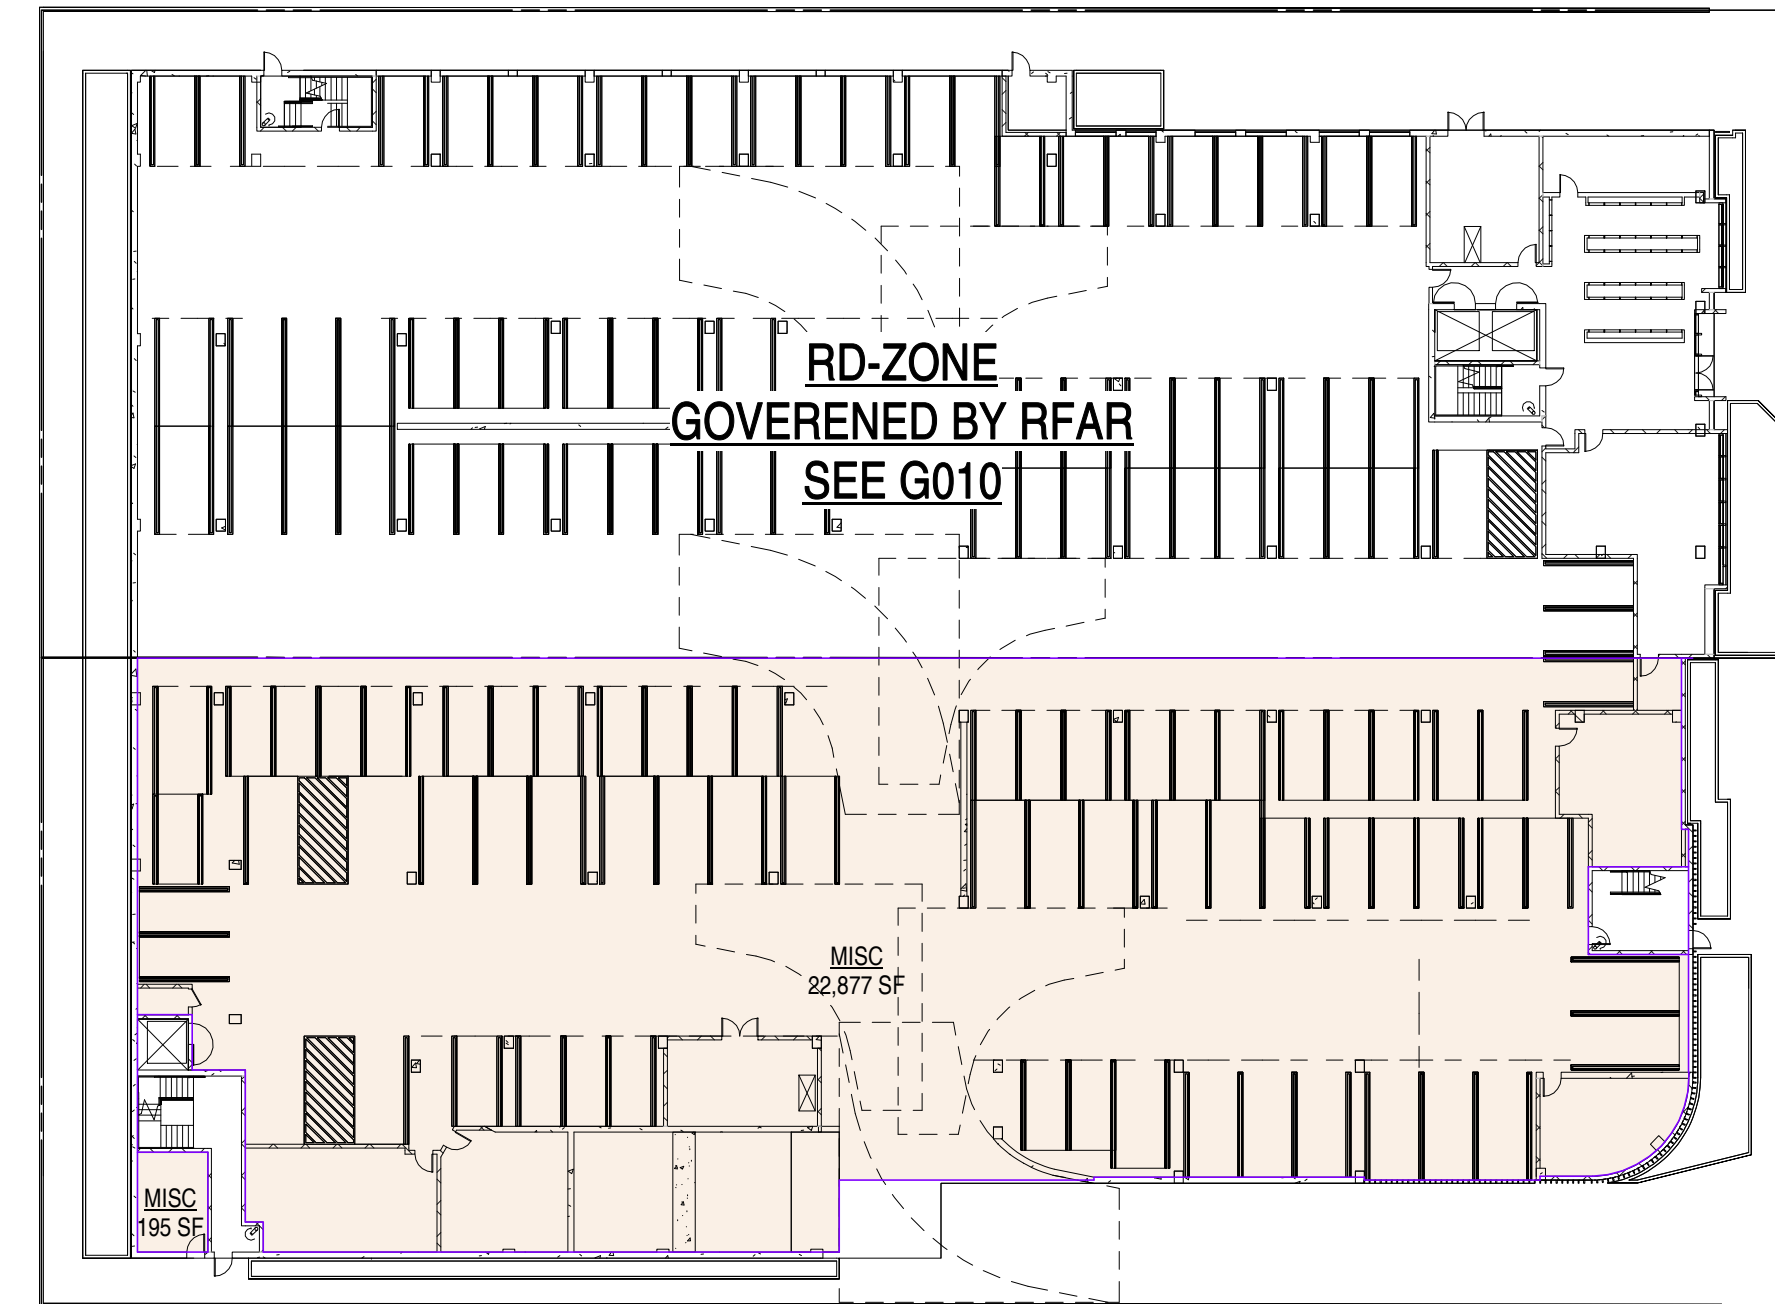 RD-ZONE
GOVERENED BY RFAR
SEE G010
MISC
22,877 SF
MISC
195 SF